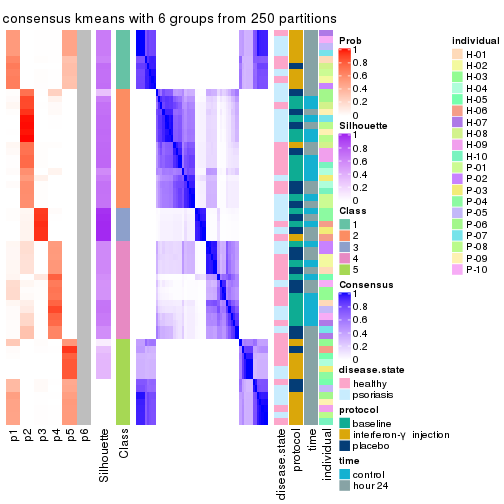 consensus kmeans with 6 groups from 250 partitions
Prob
1
0.8
0.6
0.4
0.2
0
Silhouette
1
0.8
0.6
0.4
0.2
0
Class
1
2
3
4
5
Consensus
1
0.8
0.6
0.4
0.2
0
disease.state
healthy
psoriasis
protocol
baseline
interferon-γ injection
placebo
time
control
hour 24
individual
H-01
H-02
H-03
H-04
H-05
H-06
H-07
H-08
H-09
H-10
P-01
P-02
P-03
P-04
P-05
P-06
P-07
P-08
P-09
P-10
p1
p2
p3
p4
p5
p6
Silhouette
Class
disease.state
protocol
time
individual